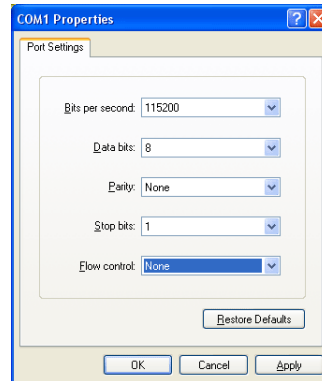 COM1 Properties
Port Settings
Bits per second: 115200
Data bits: 8
Parity: None
Stop bits: 1
Flow control: None
Restore Defaults
OK Cancel Apply